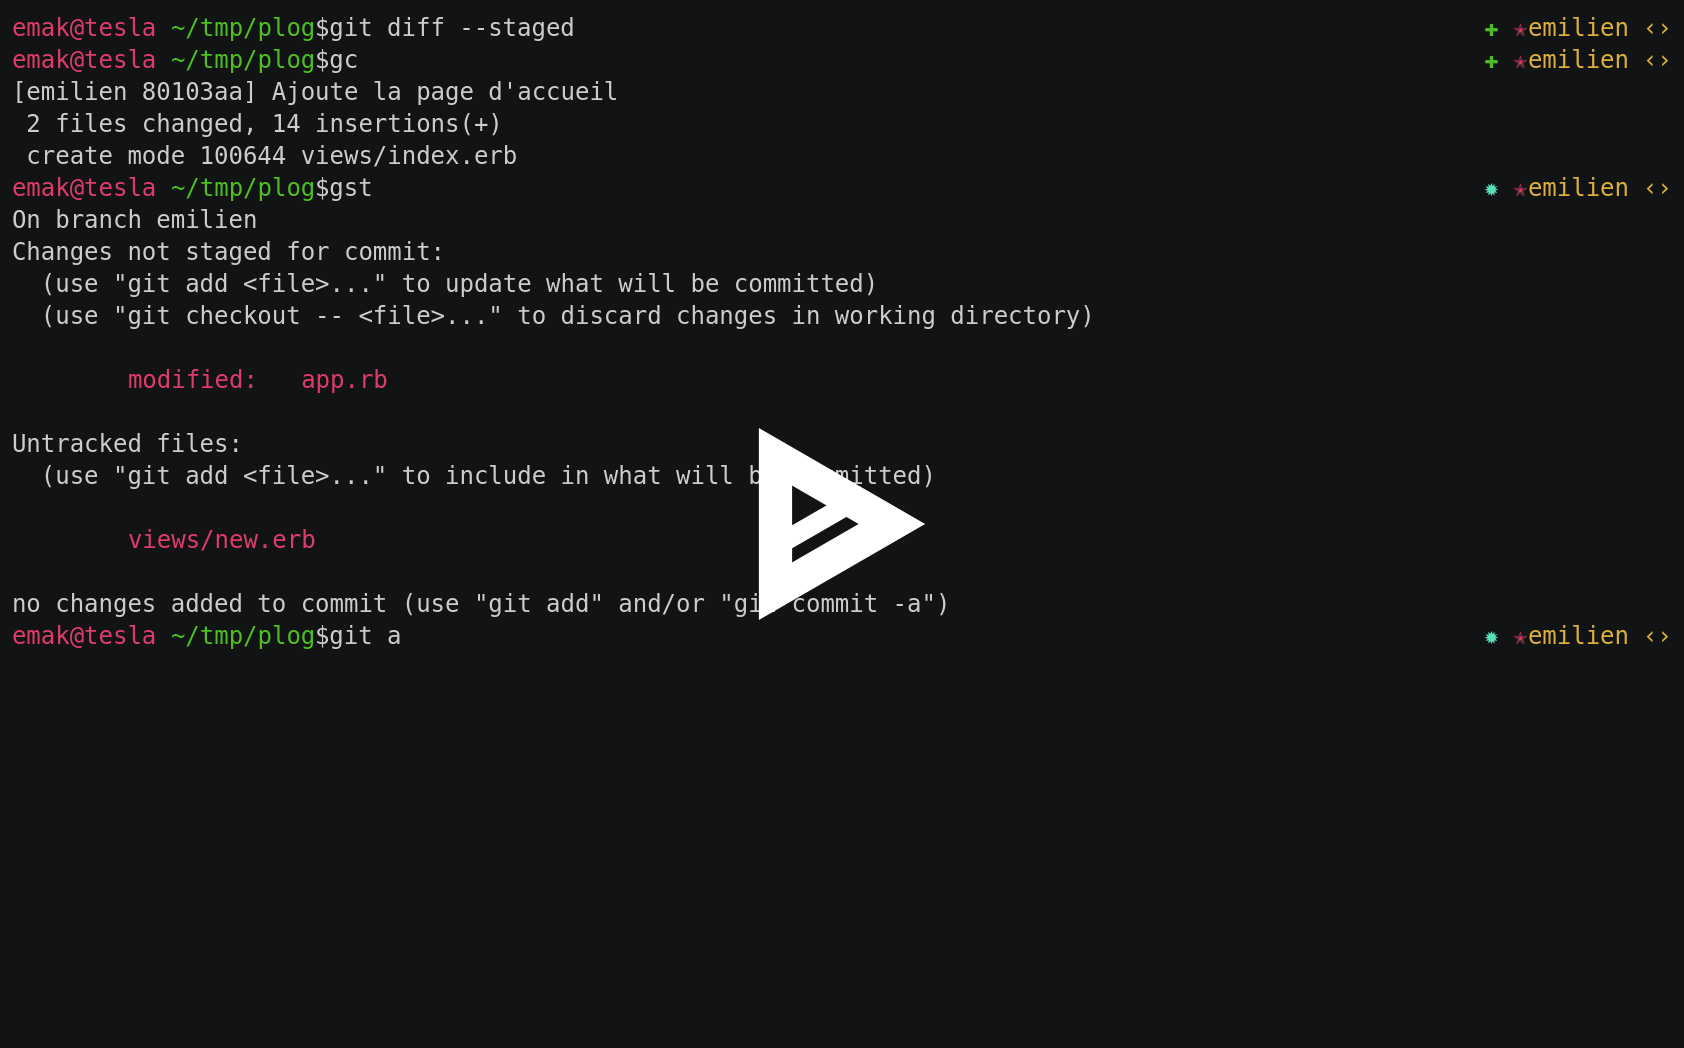 emak@tesla ~/tmp/plog$git diff --staged ✚ ✭emilien ‹›
emak@tesla ~/tmp/plog$gc ✚ ✭emilien ‹›
[emilien 80103aa] Ajoute la page d'accueil
 2 files changed, 14 insertions(+)
 create mode 100644 views/index.erb
emak@tesla ~/tmp/plog$gst ✹ ✭emilien ‹›
On branch emilien
Changes not staged for commit:
  (use "git add <file>..." to update what will be committed)
  (use "git checkout -- <file>..." to discard changes in working directory)
        modified:   app.rb
Untracked files:
  (use "git add <file>..." to include in what will be committed)
        views/new.erb
no changes added to commit (use "git add" and/or "git commit -a")
emak@tesla ~/tmp/plog$git a ✹ ✭emilien ‹›